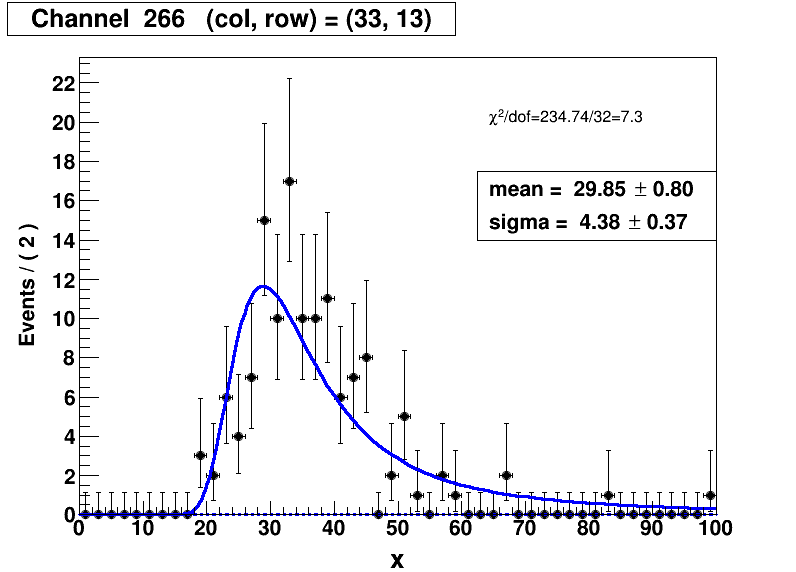 Channel 266 (col, row) = (33, 13)
χ²/dof=234.74/32=7.3
mean = 29.85 ± 0.80
sigma = 4.38 ± 0.37
Events / ( 2 )
22
20
18
16
14
12
10
8
6
4
2
0
0 10 20 30 40 50 60 70 80 90 100
x